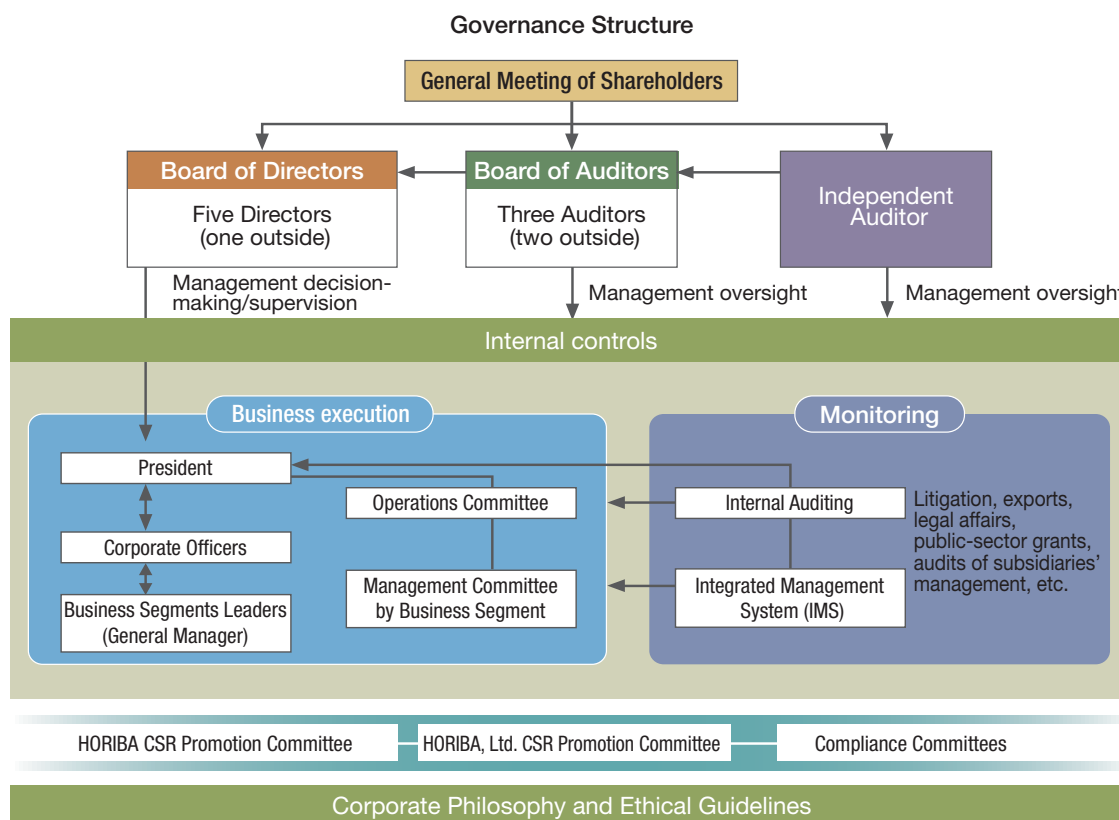 Governance Structure
General Meeting of Shareholders
Board of Directors
Five Directors
(one outside)
Board of Auditors
Three Auditors
(two outside)
Independent
Auditor
Management decision-
making/supervision
Management oversight
Management oversight
Internal controls
Business execution
President
Corporate Officers
Business Segments Leaders
(General Manager)
Operations Committee
Management Committee
by Business Segment
Monitoring
Internal Auditing
Integrated Management
System (IMS)
Litigation, exports,
legal affairs,
public-sector grants,
audits of subsidiaries’
management, etc.
HORIBA CSR Promotion Committee
HORIBA, Ltd. CSR Promotion Committee
Compliance Committees
Corporate Philosophy and Ethical Guidelines